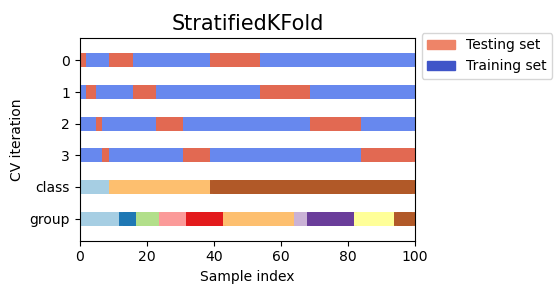 StratifiedKFold
Testing set
Training set
0
1
2
3
class
group
CV iteration
0 20 40 60 80 100
Sample index